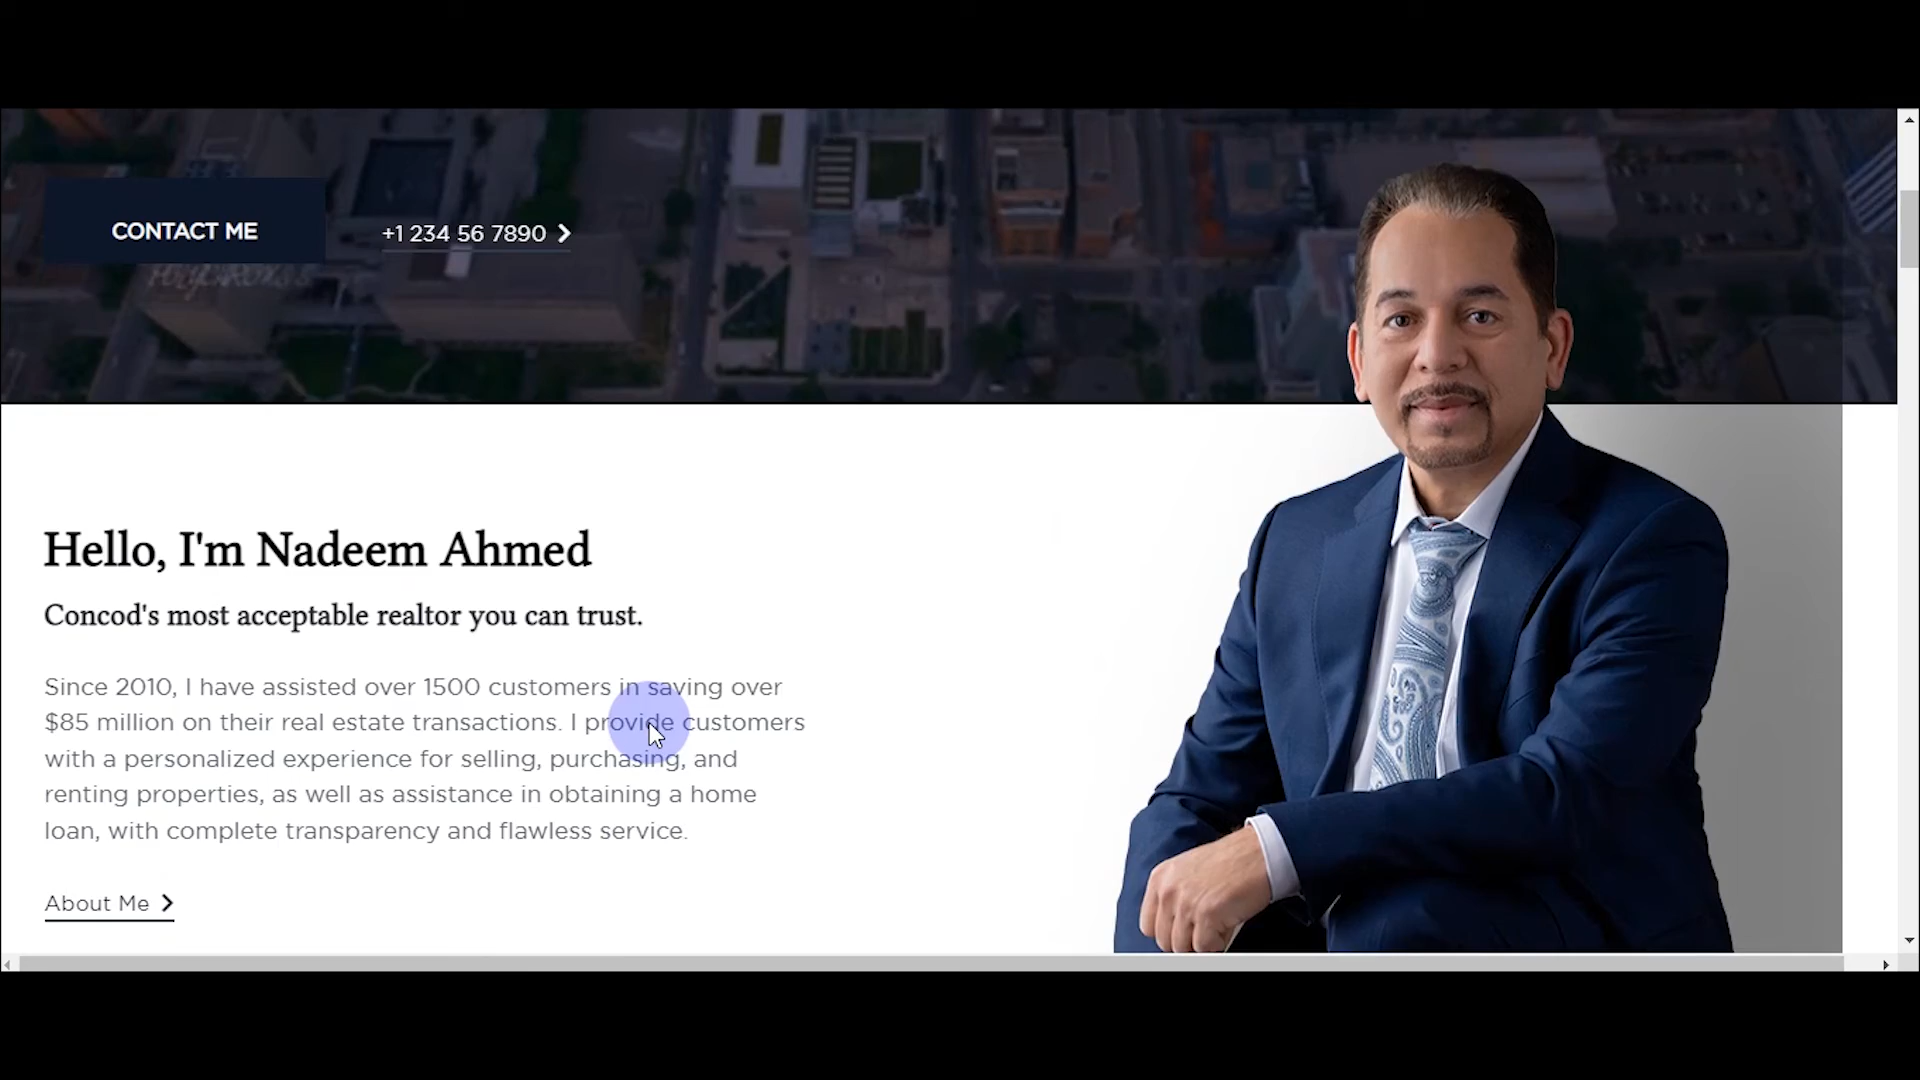 CONTACT ME
+1 234 56 7890
Hello, I'm Nadeem Ahmed
Concod's most acceptable realtor you can trust.
Since 2010, I have assisted over 1500 customers in saving over
$85 million on their real estate transactions. I provide customers
with a personalized experience for selling, purchasing, and
renting properties, as well as assistance in obtaining a home
loan, with complete transparency and flawless service.
About Me